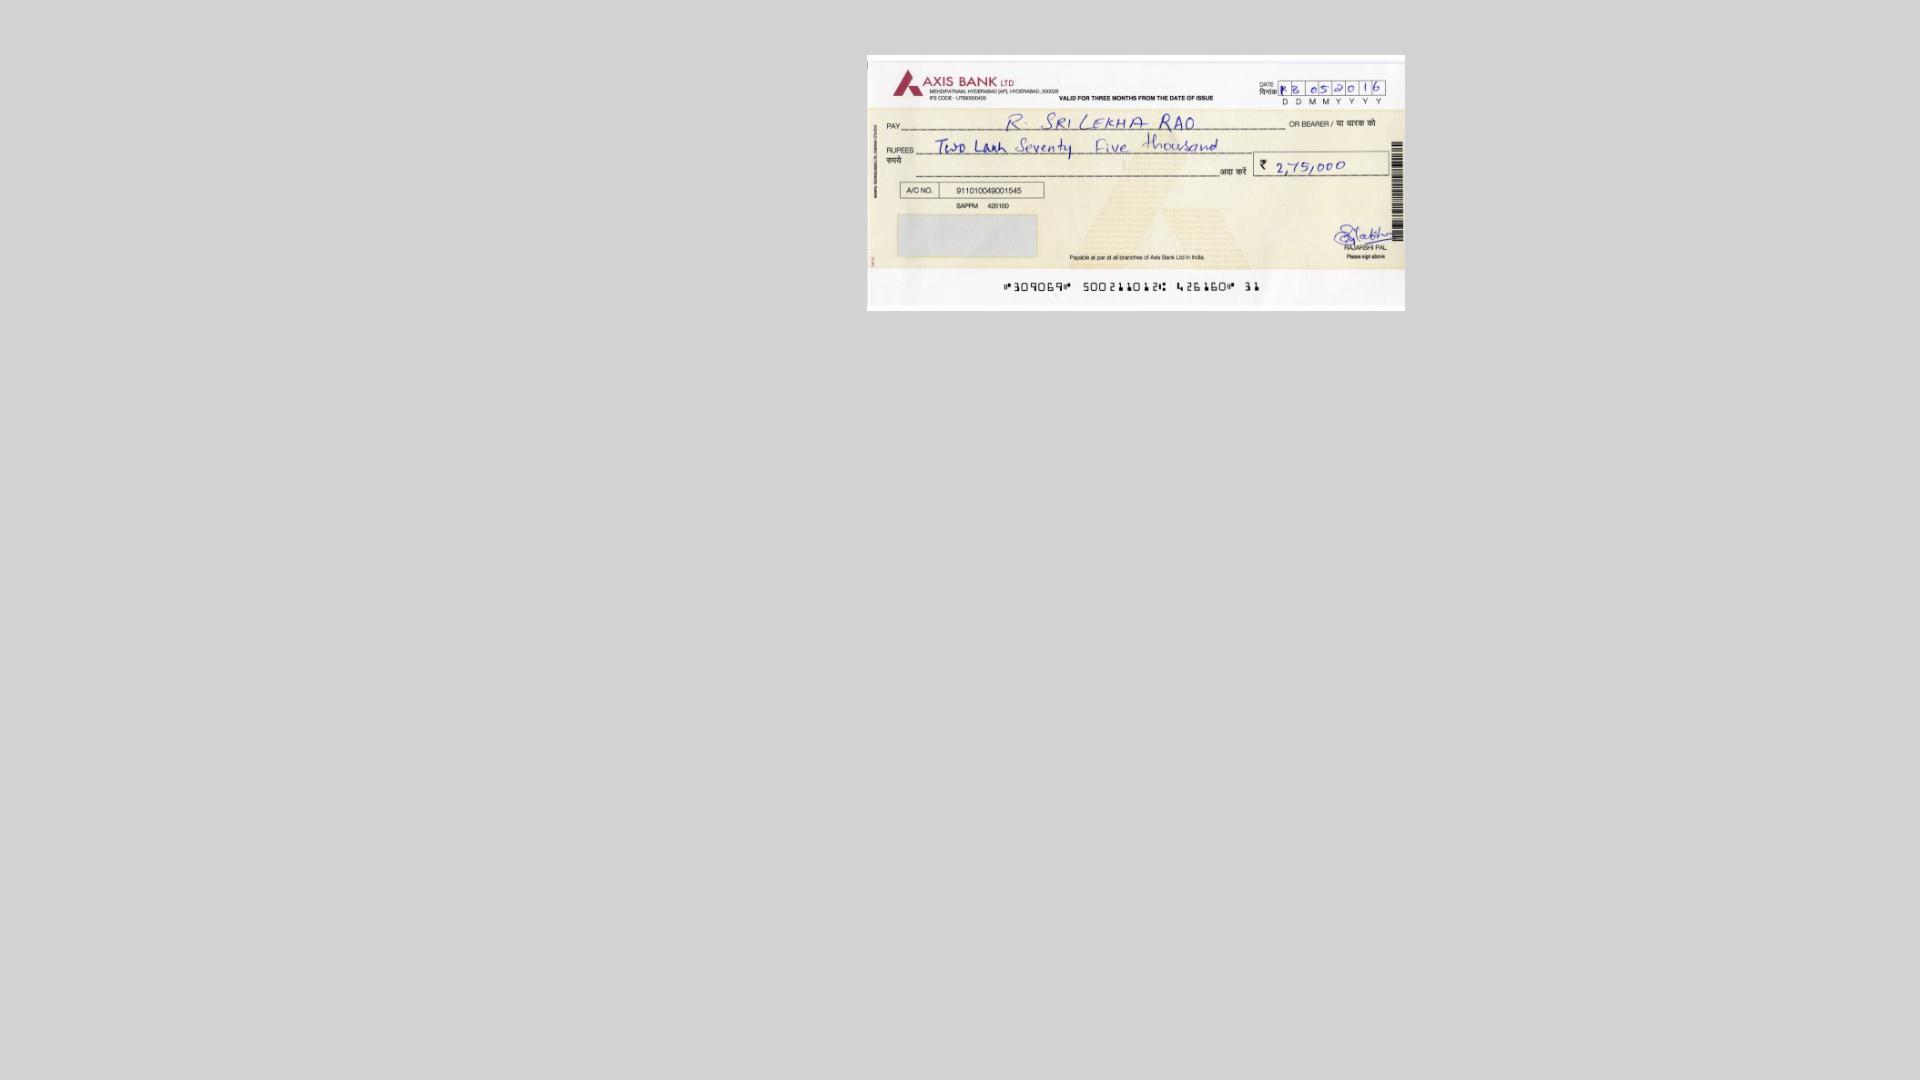 AXIS BANK LTD
MEHDIPATNAM, HYDERABAD [AP], HYDERABAD, 500028
IFS CODE - UTIB0000426
VALID FOR THREE MONTHS FROM THE DATE OF ISSUE
DATE
दिनांक 052016
D D M M Y Y Y Y
PAY R. SRI LEKHA RAO OR BEARER / या धारक को
RUPEES Two Lakh Seventy Five thousand
रुपये
अदा करें ₹ 2,75,000
A/C NO. 911010049001545
SAPPM 426160
RAJARSHI PAL
Payable at par at all branches of Axis Bank Ltd in India.
Please sign above
⑈309069⑈ 500211012⑆ 426160⑈ 31